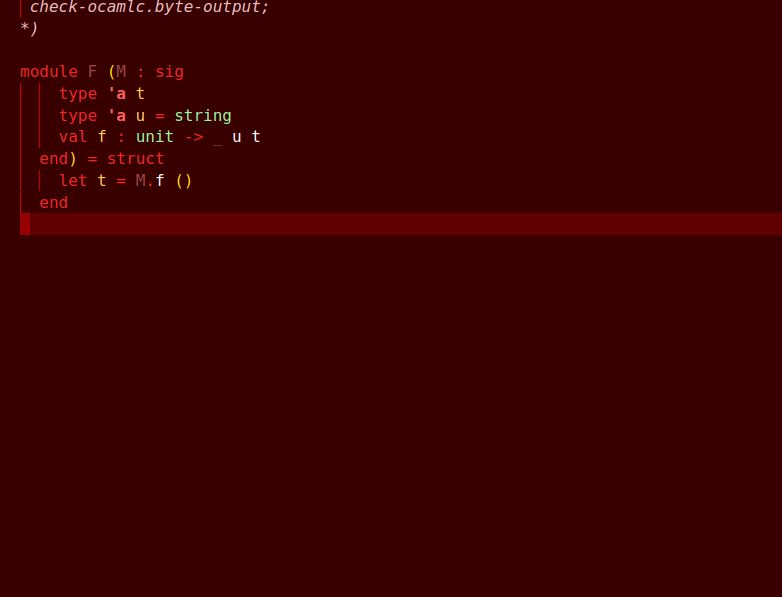 check-ocamlc.byte-output;
*)
module F (M : sig
type 'a t
type 'a u = string
val f : unit -> _ u t
end) = struct
let t = M.f ()
end